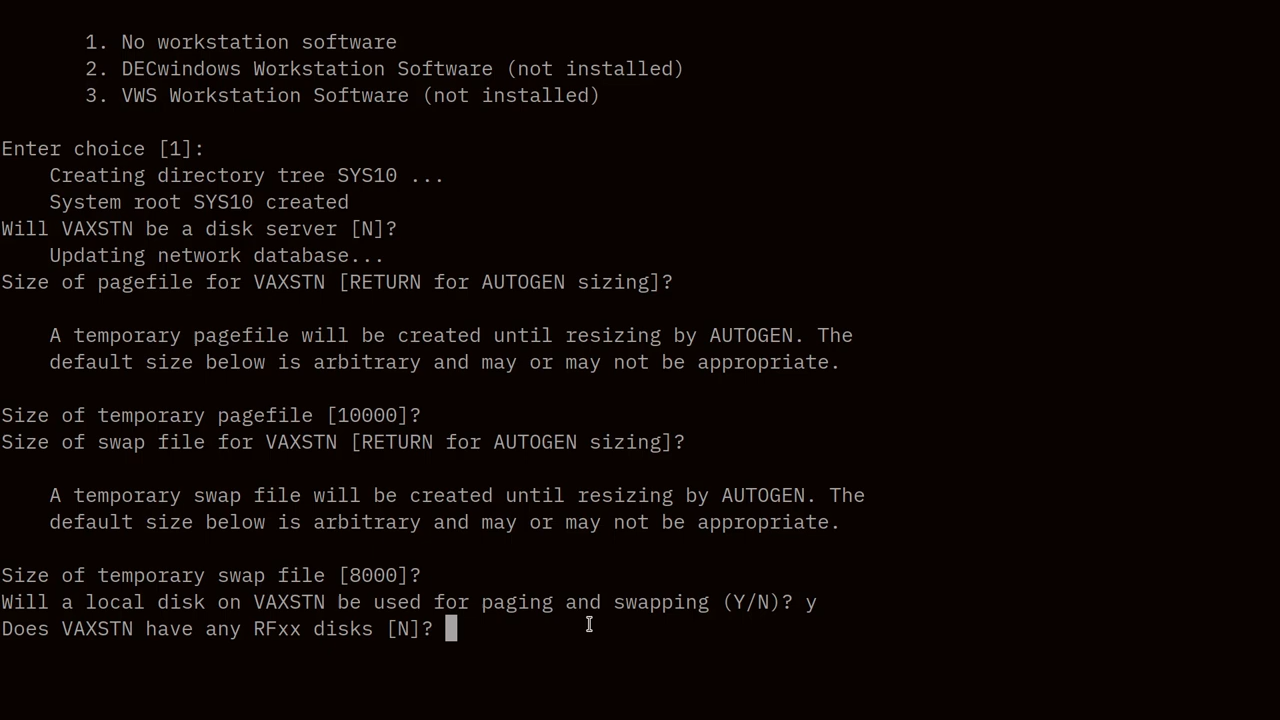 1. No workstation software
2. DECwindows Workstation Software (not installed)
3. VWS Workstation Software (not installed)
Enter choice [1]:
Creating directory tree SYS10 ...
System root SYS10 created
Will VAXSTN be a disk server [N]?
Updating network database...
Size of pagefile for VAXSTN [RETURN for AUTOGEN sizing]?
A temporary pagefile will be created until resizing by AUTOGEN. The
default size below is arbitrary and may or may not be appropriate.
Size of temporary pagefile [10000]?
Size of swap file for VAXSTN [RETURN for AUTOGEN sizing]?
A temporary swap file will be created until resizing by AUTOGEN. The
default size below is arbitrary and may or may not be appropriate.
Size of temporary swap file [8000]?
Will a local disk on VAXSTN be used for paging and swapping (Y/N)? y
Does VAXSTN have any RFxx disks [N]?